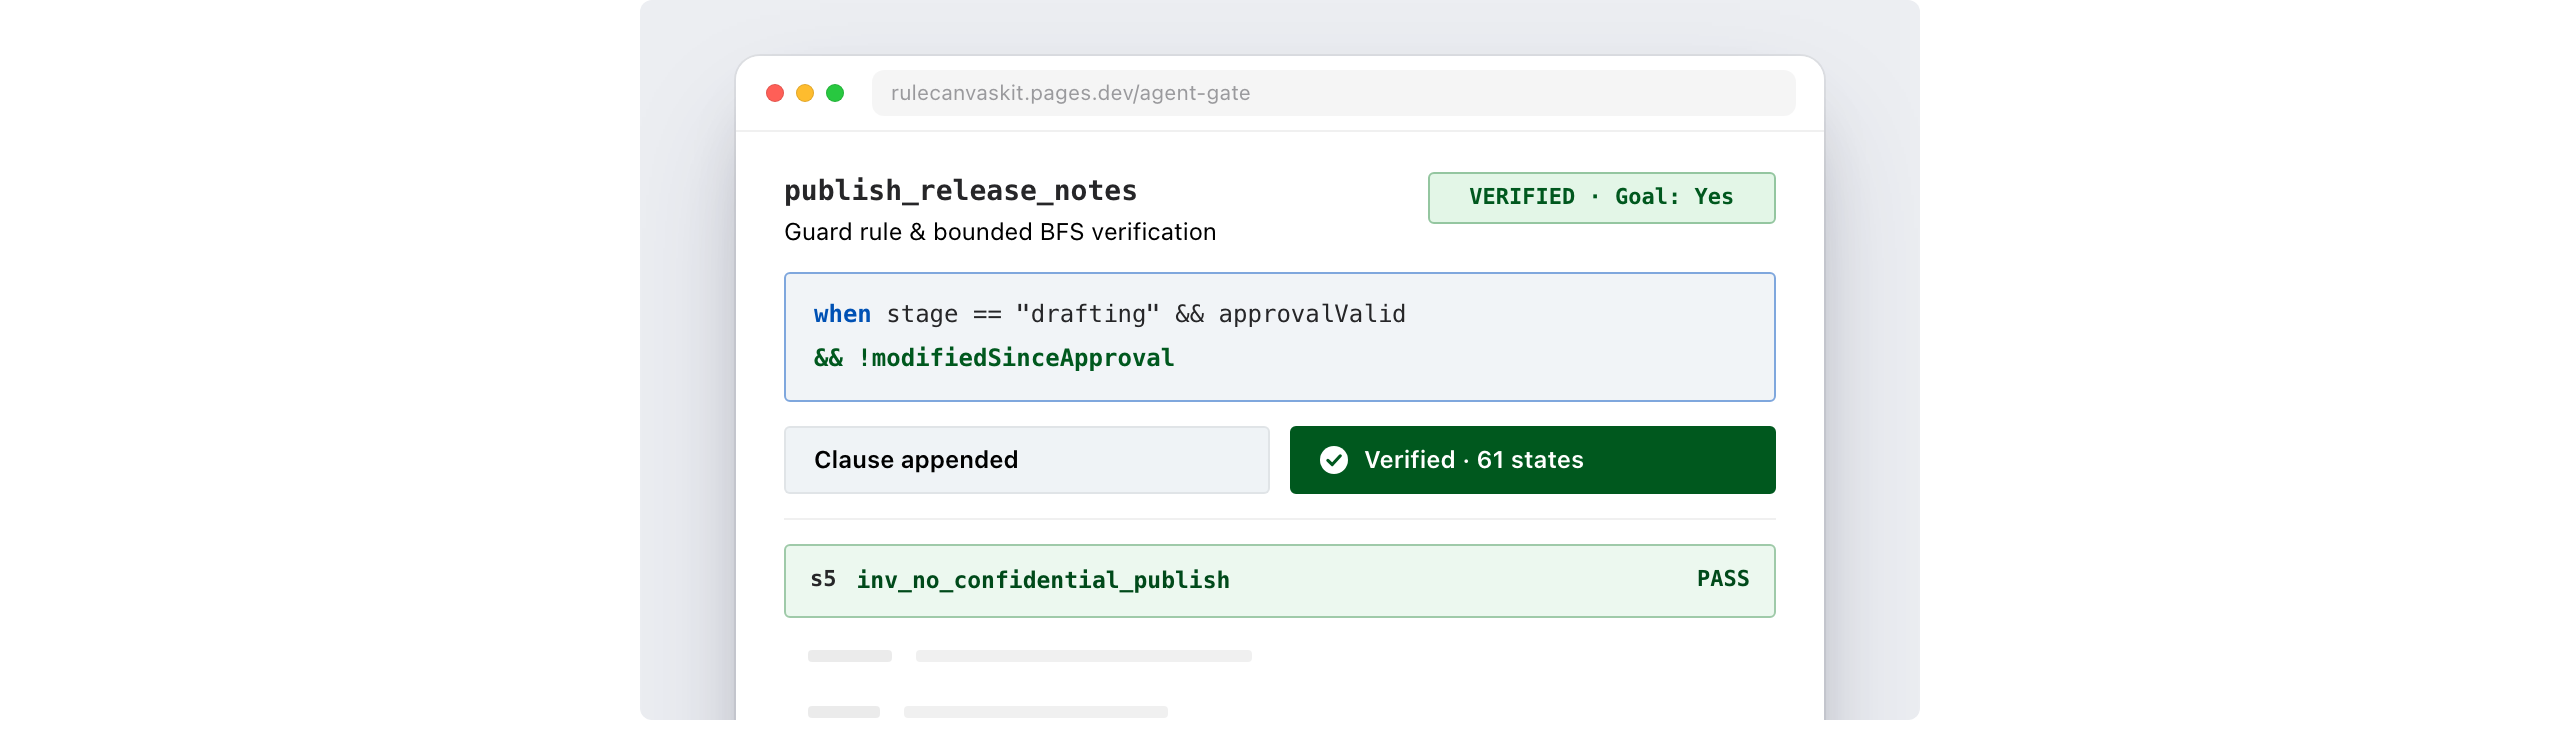 rulecanvaskit.pages.dev/agent-gate
publish_release_notes
VERIFIED · Goal: Yes
Guard rule & bounded BFS verification
when stage == "drafting" && approvalValid
&& !modifiedSinceApproval
Clause appended
Verified · 61 states
s5 inv_no_confidential_publish PASS